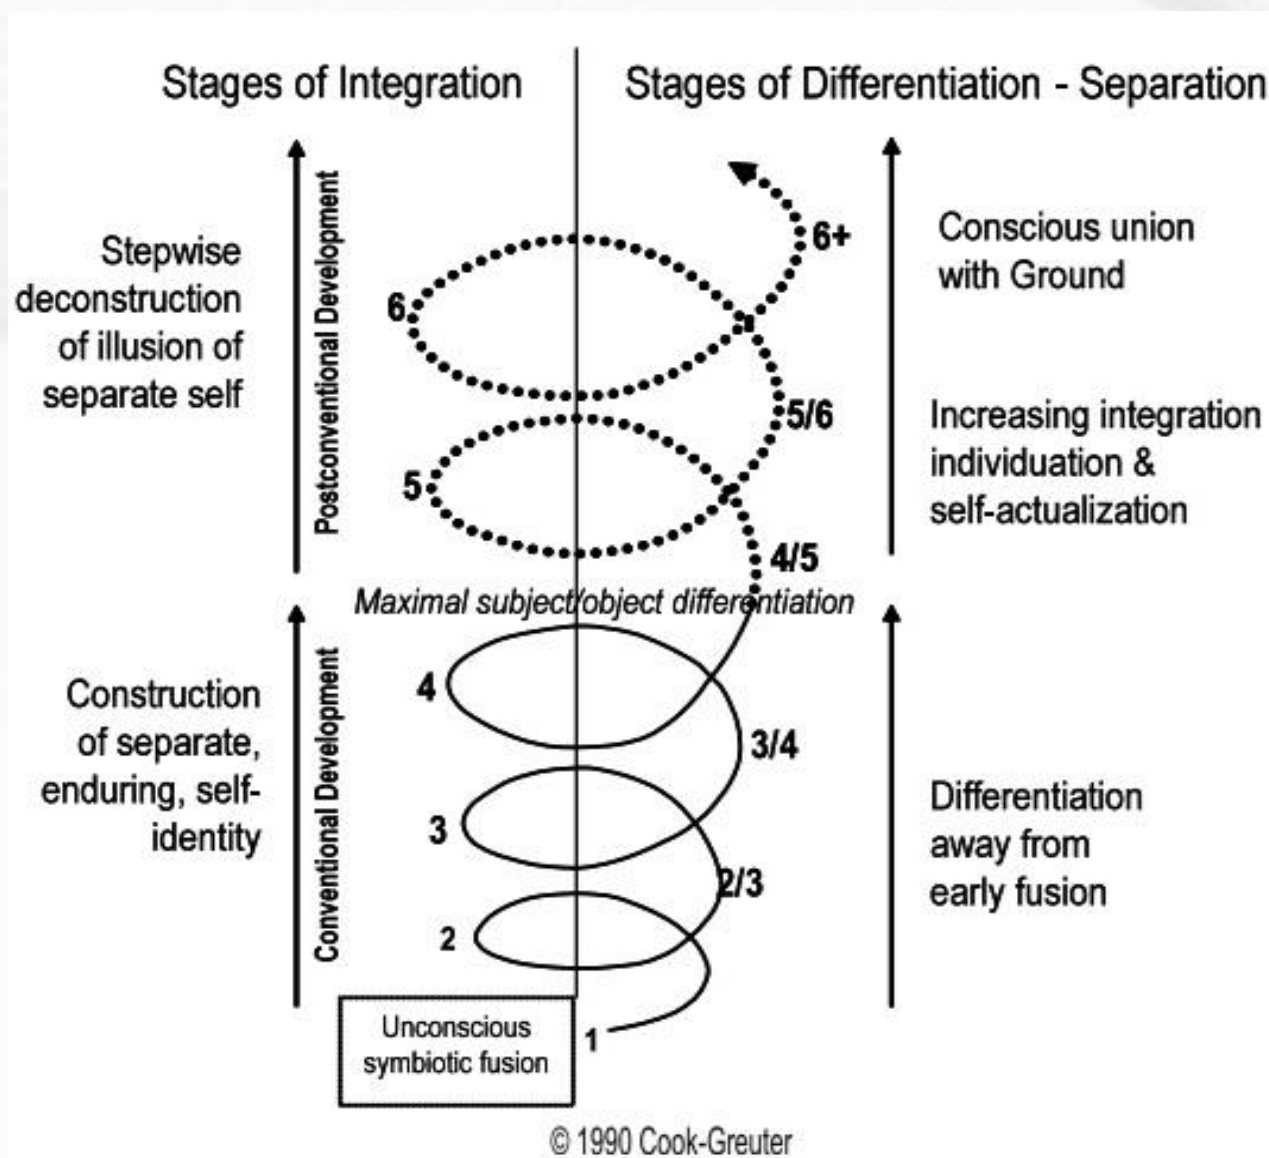 Stages of Integration
Stages of Differentiation - Separation
Stepwise
deconstruction
of illusion of
separate self
Postconventional Development
6
6+
Conscious union
with Ground
5/6
5
Increasing integration
individuation &
self-actualization
4/5
Maximal subject/object differentiation
Construction
of separate,
enduring, self-
identity
Conventional Development
4
3/4
3
2/3
2
Differentiation
away from
early fusion
Unconscious
symbiotic fusion
1
© 1990 Cook-Greuter